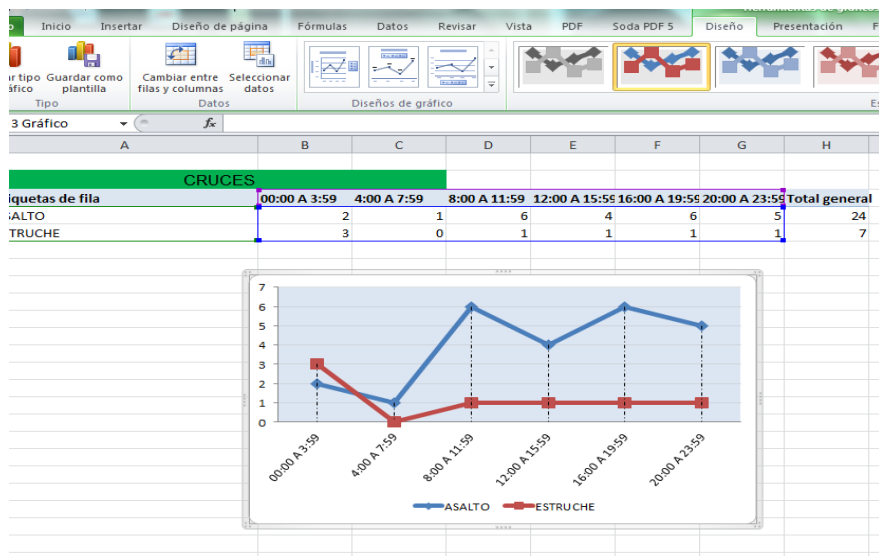 Inicio Insertar Diseño de página Fórmulas Datos Revisar Vista PDF Soda PDF 5 Diseño Presentación F
ar tipo Guardar como Cambiar entre Seleccionar
áfico plantilla filas y columnas datos
Tipo Datos Diseños de gráfico Es
3 Gráfico fx
A B C D E F G H
CRUCES
iquetas de fila 00:00 A 3:59 4:00 A 7:59 8:00 A 11:59 12:00 A 15:59 16:00 A 19:59 20:00 A 23:59 Total general
SALTO 2 1 6 4 6 5 24
TRUCHE 3 0 1 1 1 1 7
7
6
5
4
3
2
1
0
00:00 A 3:59 4:00 A 7:59 8:00 A 11:59 12:00 A 15:59 16:00 A 19:59 20:00 A 23:59
ASALTO ESTRUCHE